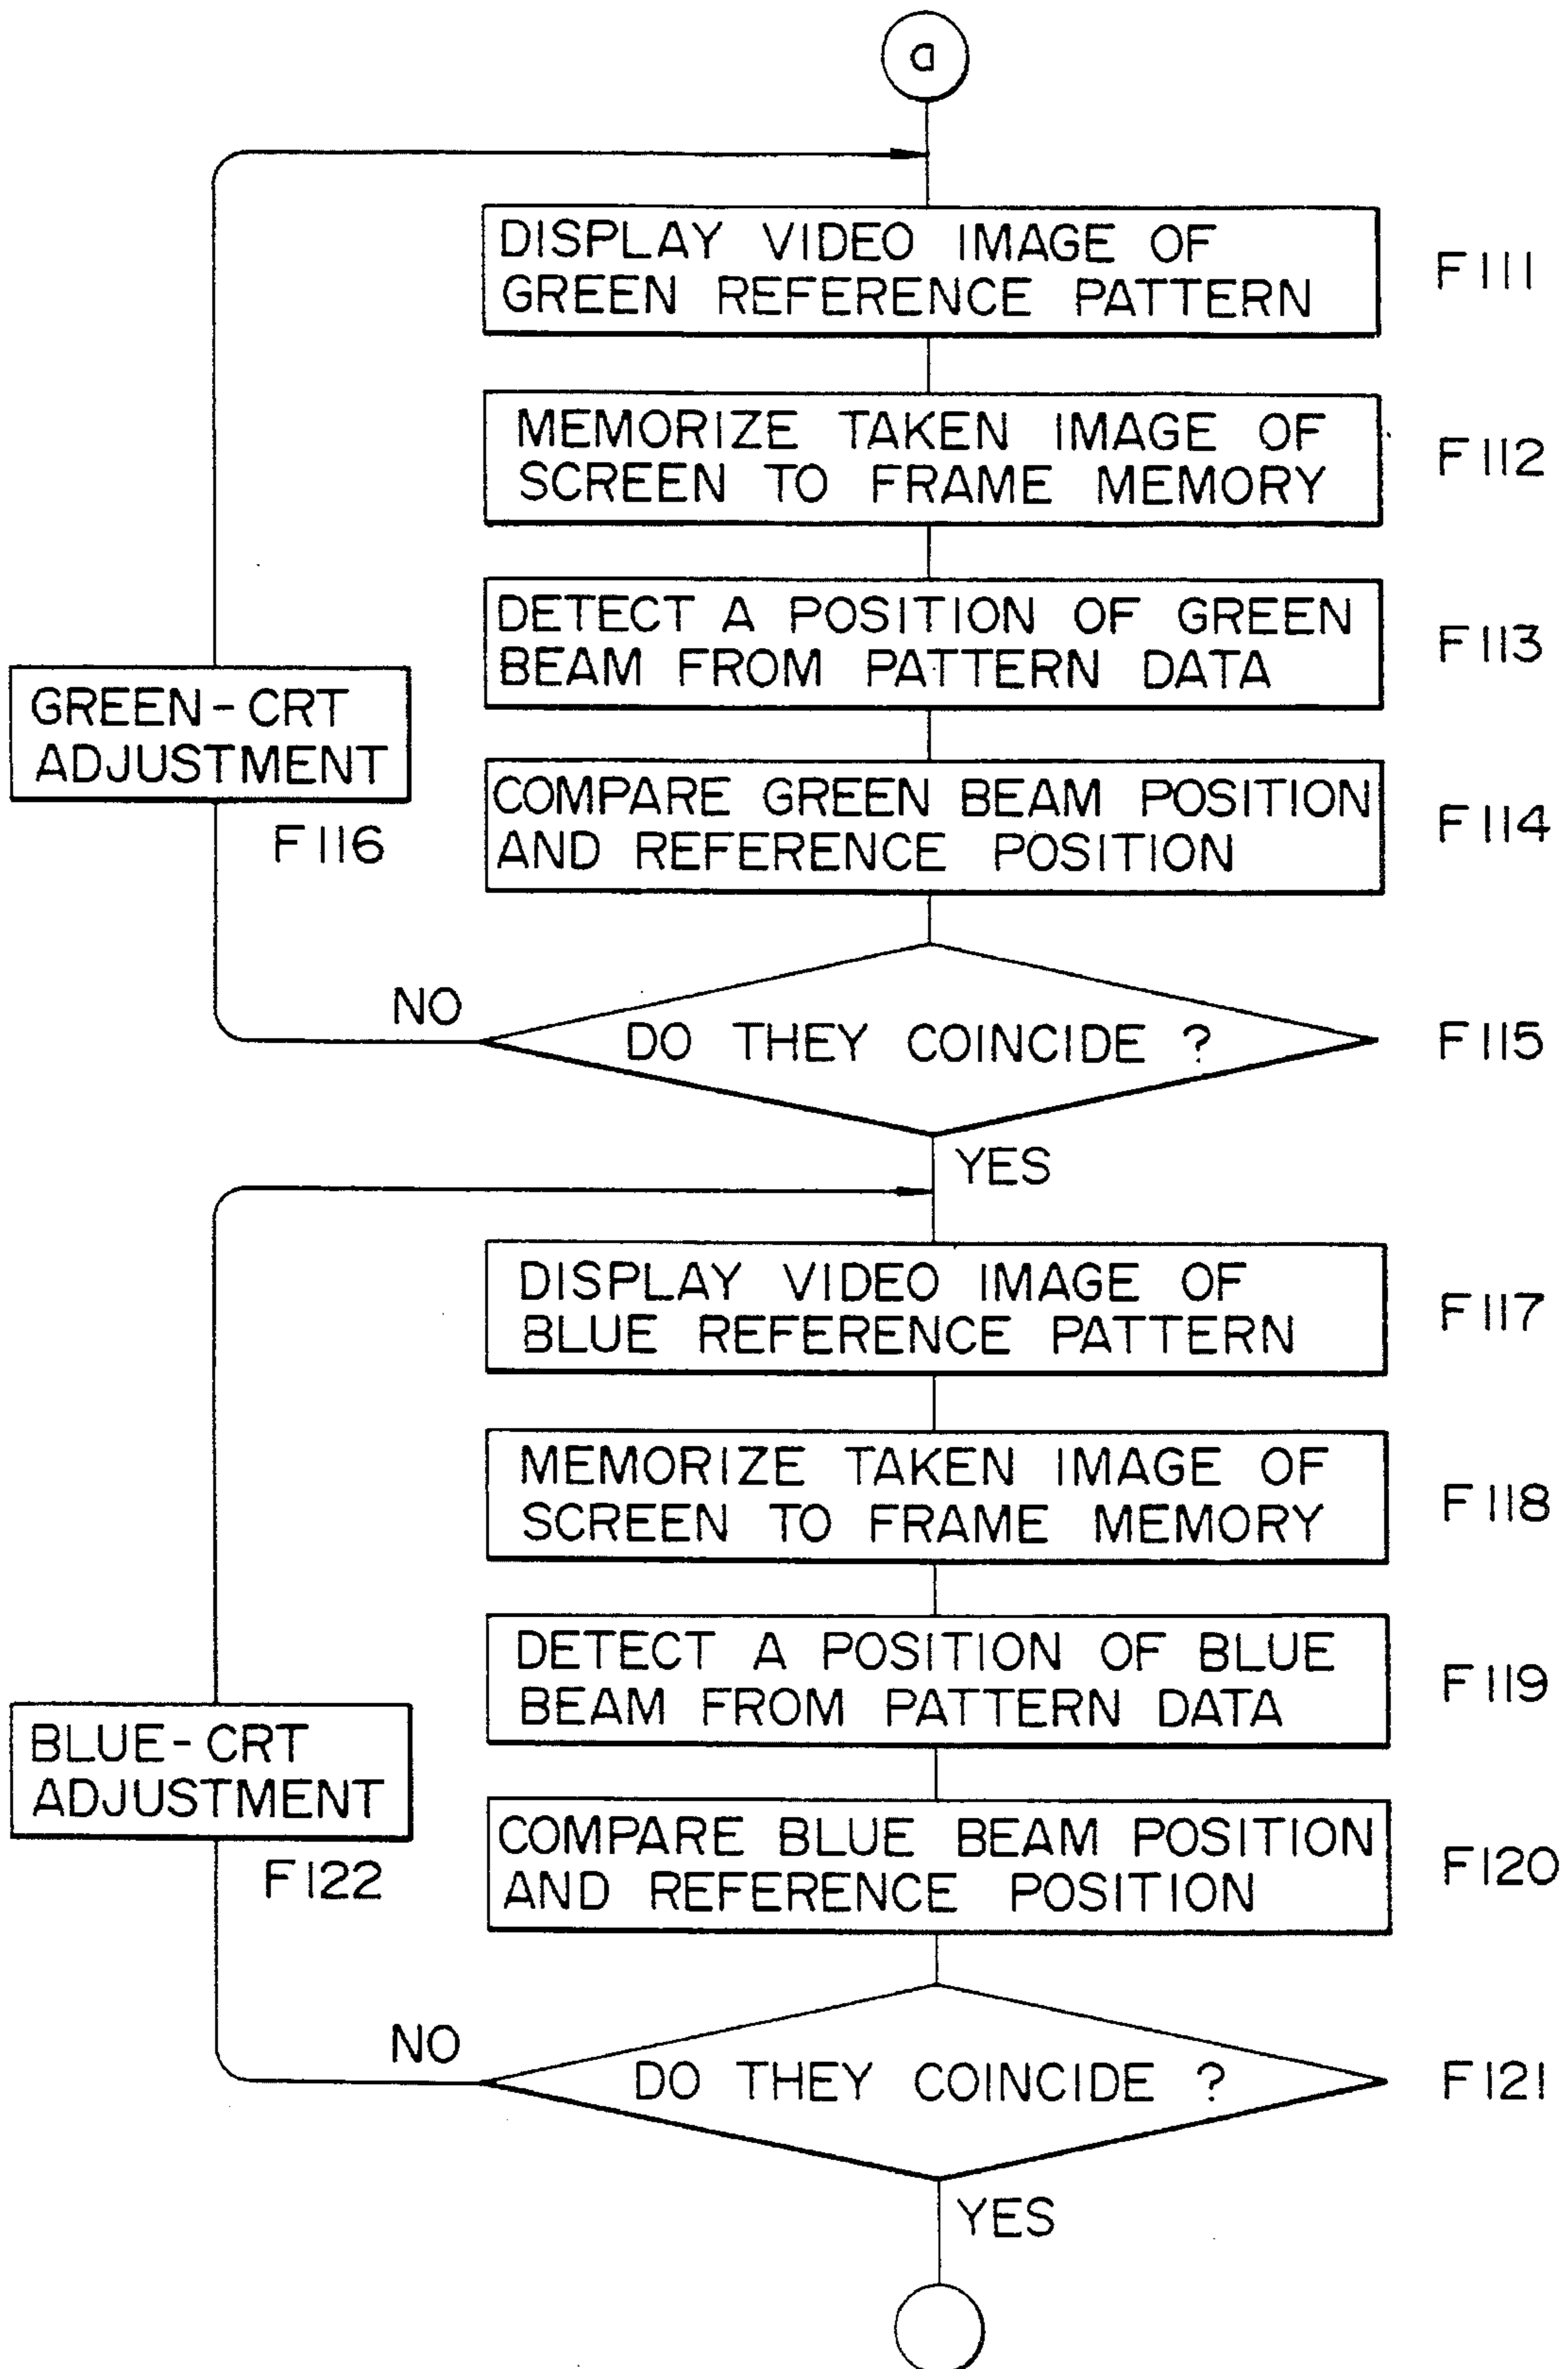 a
DISPLAY VIDEO IMAGE OF
GREEN REFERENCE PATTERN
F111
MEMORIZE TAKEN IMAGE OF
SCREEN TO FRAME MEMORY
F112
DETECT A POSITION OF GREEN
BEAM FROM PATTERN DATA
F113
GREEN-CRT
ADJUSTMENT
F116
COMPARE GREEN BEAM POSITION
AND REFERENCE POSITION
F114
NO
DO THEY COINCIDE ?
F115
YES
DISPLAY VIDEO IMAGE OF
BLUE REFERENCE PATTERN
F117
MEMORIZE TAKEN IMAGE OF
SCREEN TO FRAME MEMORY
F118
DETECT A POSITION OF BLUE
BEAM FROM PATTERN DATA
F119
BLUE-CRT
ADJUSTMENT
F122
COMPARE BLUE BEAM POSITION
AND REFERENCE POSITION
F120
NO
DO THEY COINCIDE ?
F121
YES